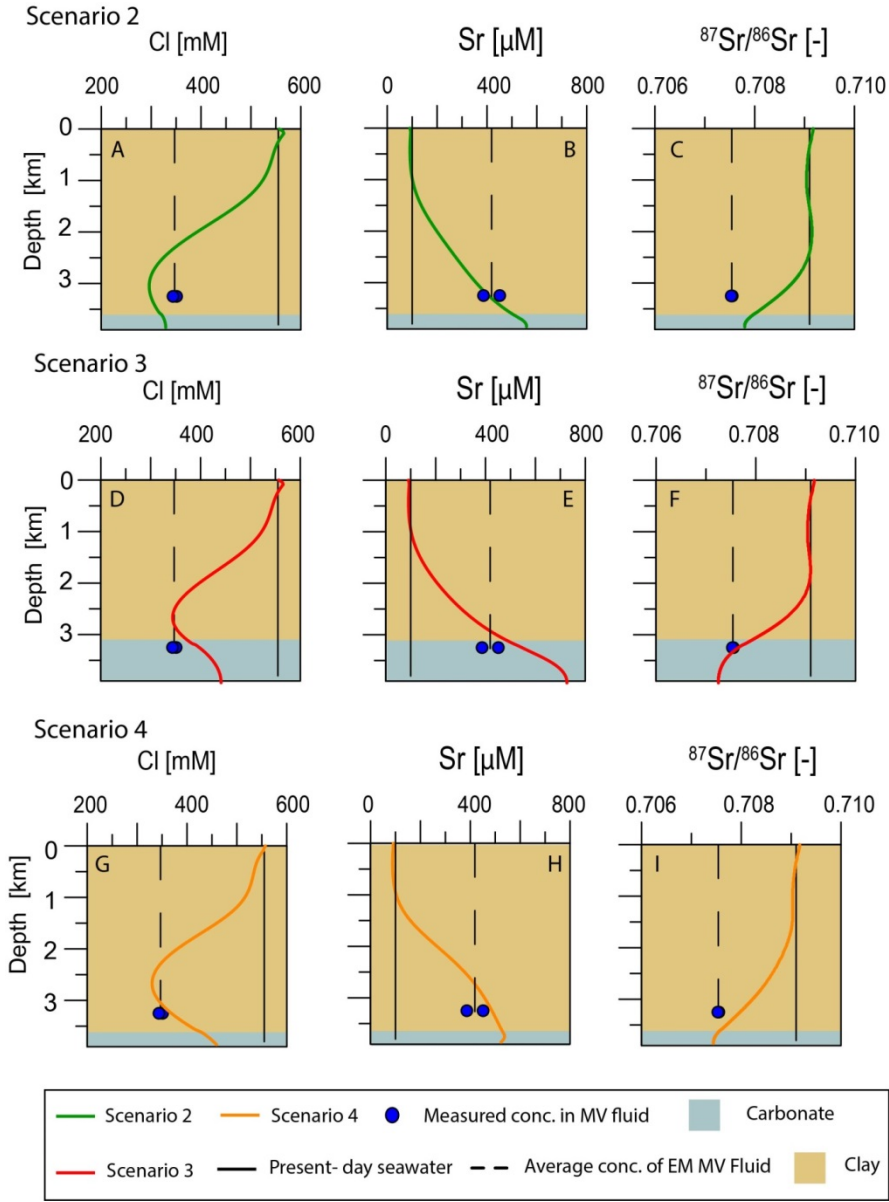 Scenario 2
Cl [mM]
Sr [µM]
⁸⁷Sr/⁸⁶Sr [-]
200 400 600
0 400 800
0.706 0.708 0.710
Depth [km]
0
1
2
3
A
B
C
Scenario 3
Cl [mM]
Sr [µM]
⁸⁷Sr/⁸⁶Sr [-]
200 400 600
0 400 800
0.706 0.708 0.710
Depth [km]
0
1
2
3
D
E
F
Scenario 4
Cl [mM]
Sr [µM]
⁸⁷Sr/⁸⁶Sr [-]
200 400 600
0 400 800
0.706 0.708 0.710
Depth [km]
0
1
2
3
G
H
I
Scenario 2 Scenario 4 Measured conc. in MV fluid Carbonate
Scenario 3 Present- day seawater Average conc. of EM MV Fluid Clay